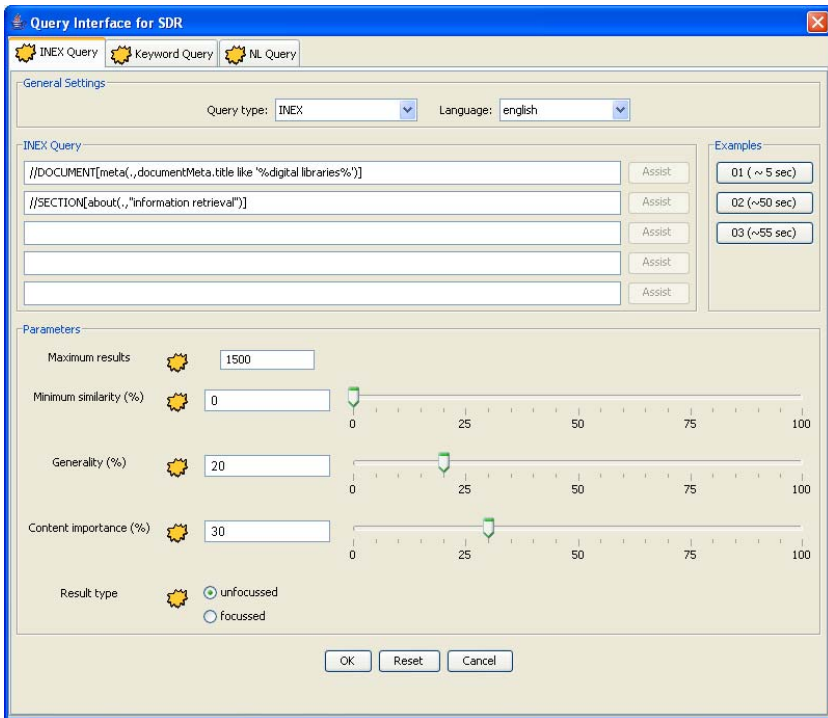 Query Interface for SDR
INEX Query Keyword Query NL Query
General Settings
Query type: INEX Language: english
INEX Query
//DOCUMENT[meta(.,documentMeta.title like '%digital libraries%')] Assist
//SECTION[about(.,"information retrieval")] Assist
Assist
Assist
Assist
Examples
01 ( ~ 5 sec)
02 (~50 sec)
03 (~55 sec)
Parameters
Maximum results 1500
Minimum similarity (%) 0
0 25 50 75 100
Generality (%) 20
0 25 50 75 100
Content importance (%) 30
0 25 50 75 100
Result type unfocussed
focussed
OK Reset Cancel